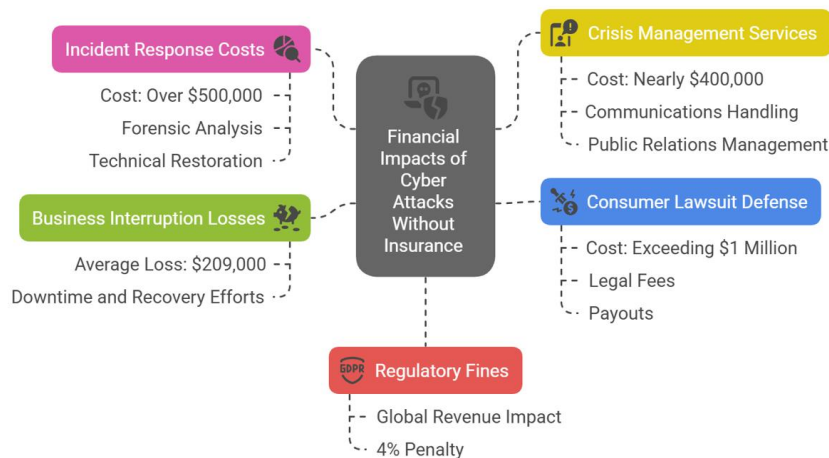 Incident Response Costs
Cost: Over $500,000
Forensic Analysis
Technical Restoration
Business Interruption Losses
Average Loss: $209,000
Downtime and Recovery Efforts
Financial
Impacts of
Cyber
Attacks
Without
Insurance
Crisis Management Services
Cost: Nearly $400,000
Communications Handling
Public Relations Management
Consumer Lawsuit Defense
Cost: Exceeding $1 Million
Legal Fees
Payouts
GDPR
Regulatory Fines
Global Revenue Impact
4% Penalty